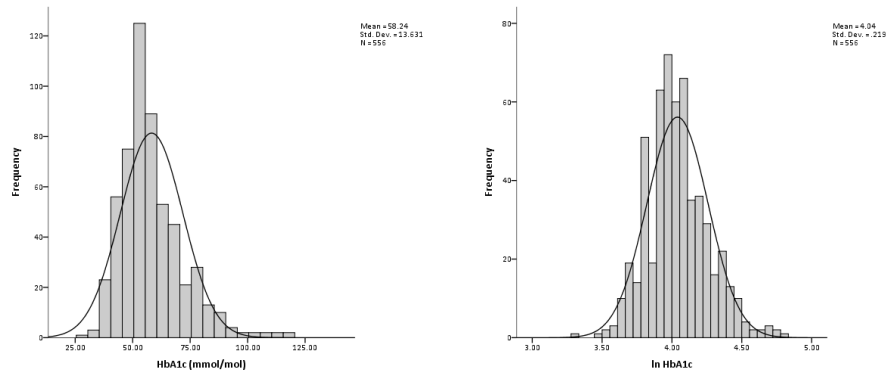 Mean = 58.24
Std. Dev. = 13.631
N = 556
120
100
80
60
40
20
0
Frequency
25.00 50.00 75.00 100.00 125.00
HbA1c (mmol/mol)
Mean = 4.04
Std. Dev. = .219
N = 556
80
60
40
20
0
Frequency
3.00 3.50 4.00 4.50 5.00
ln HbA1c